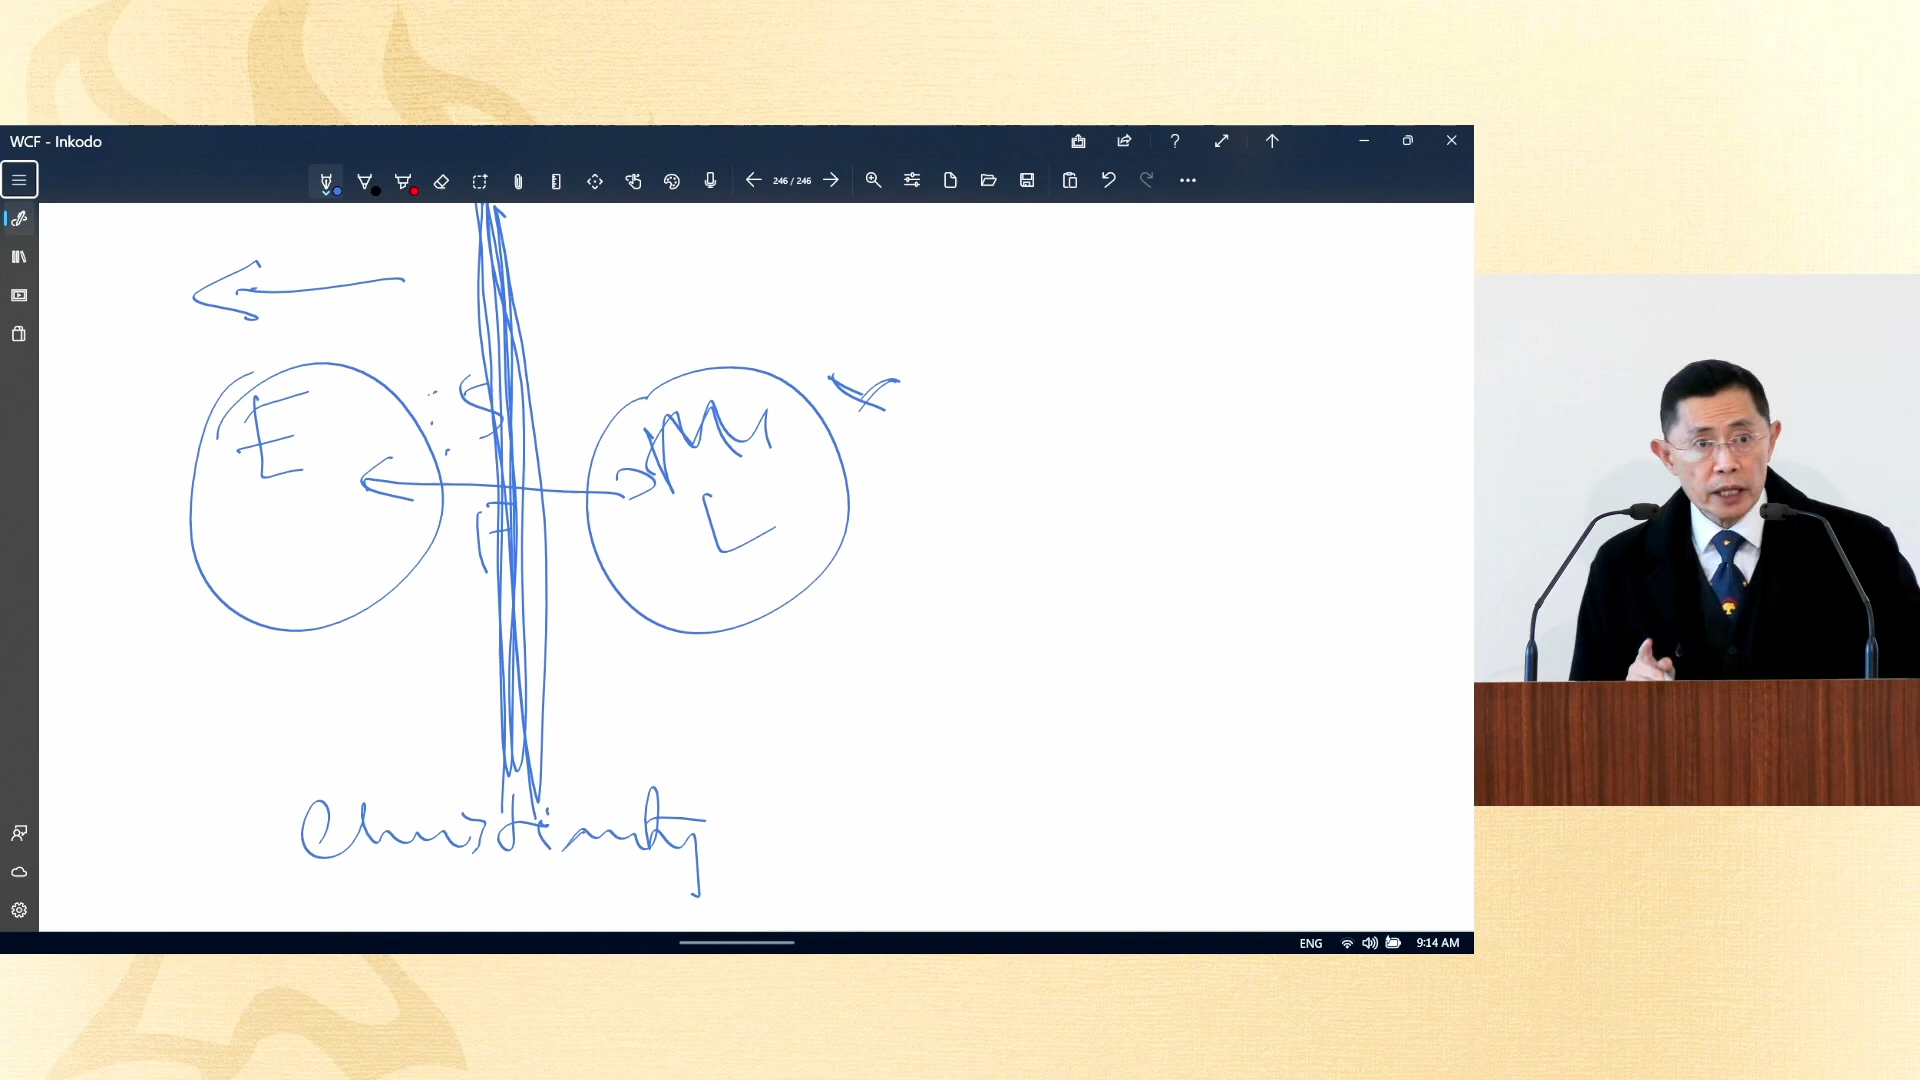 WCF - Inkodo
246 / 246
E
S
M
F
L
Christianity
ENG
9:14 AM